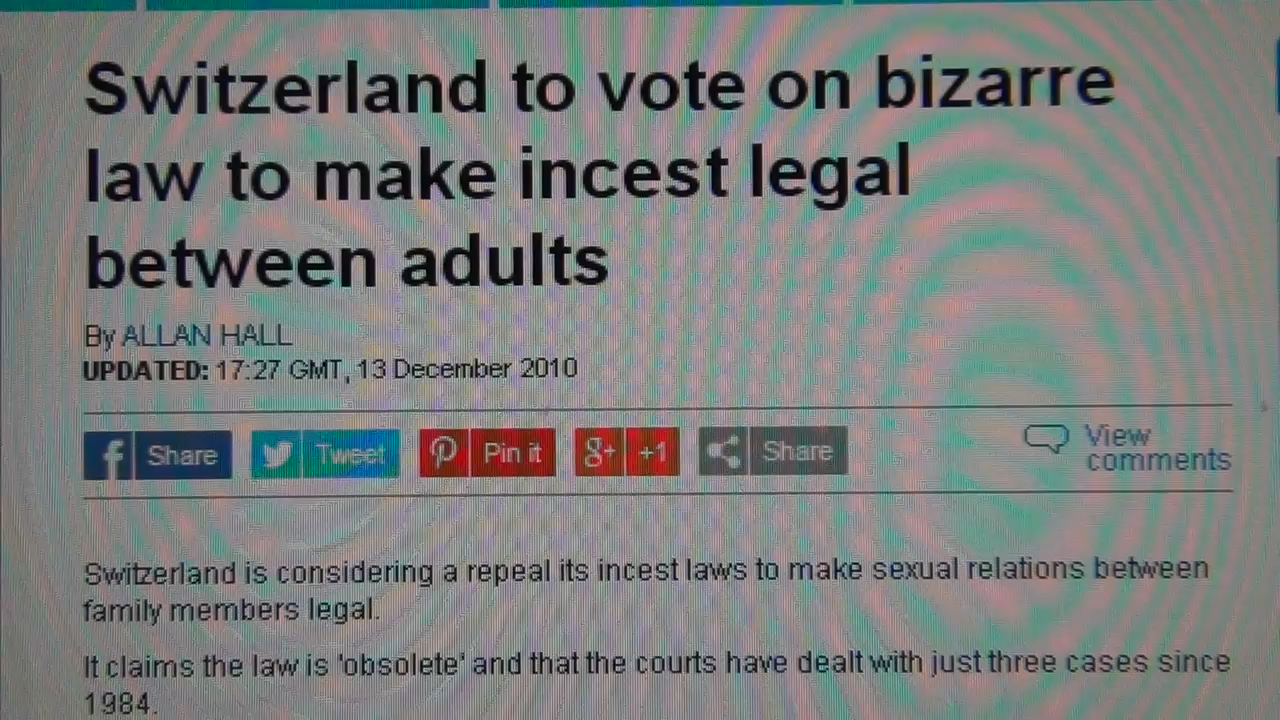 Switzerland to vote on bizarre
law to make incest legal
between adults
By ALLAN HALL
UPDATED: 17:27 GMT, 13 December 2010
f Share Tweet Pin it g+ +1 Share View
comments
Switzerland is considering a repeal its incest laws to make sexual relations between
family members legal.
It claims the law is 'obsolete' and that the courts have dealt with just three cases since
1984.